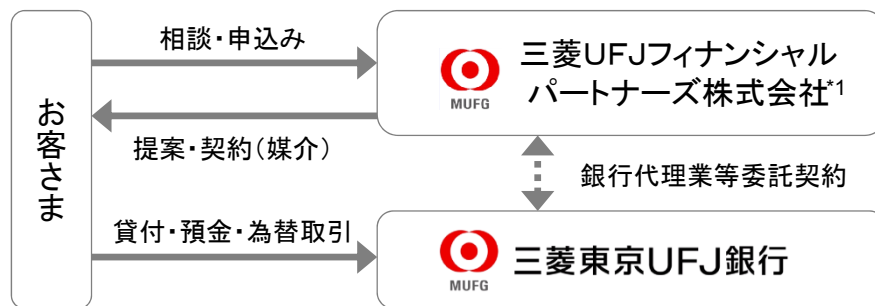 お客さま
相談・申込み
提案・契約（媒介）
貸付・預金・為替取引
MUFG
三菱UFJフィナンシャル
パートナーズ株式会社*1
銀行代理業等委託契約
MUFG
三菱東京UFJ銀行